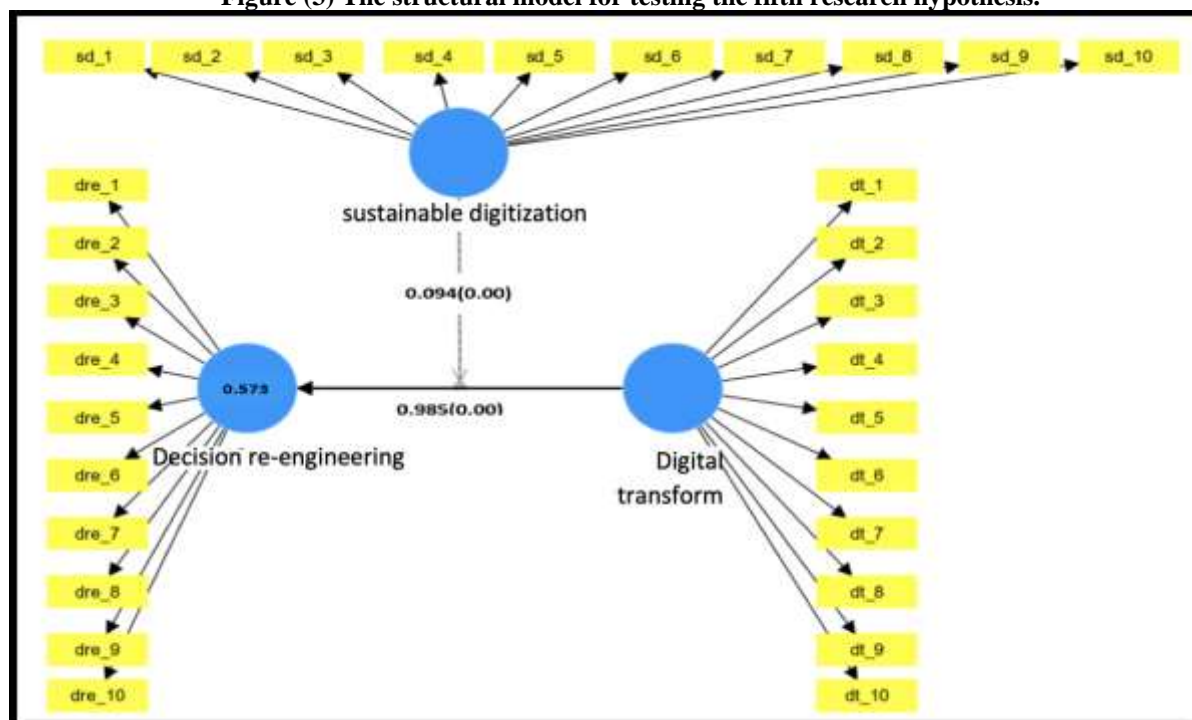 Figure (3) The structural model for testing the fifth research hypothesis.
sd_1 sd_2 sd_3 sd_4 sd_5 sd_6 sd_7 sd_8 sd_9 sd_10
sustainable digitization
0.094(0.00)
dre_1
dre_2
dre_3
dre_4
dre_5
dre_6
dre_7
dre_8
dre_9
dre_10
0.573
Decision re-engineering
0.985(0.00)
Digital
transform
dt_1
dt_2
dt_3
dt_4
dt_5
dt_6
dt_7
dt_8
dt_9
dt_10